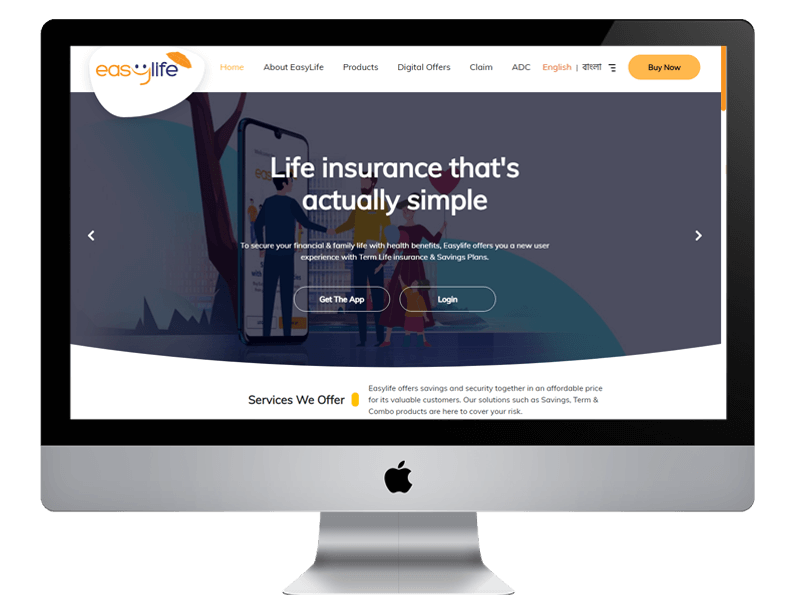 easylife
Home About EasyLife Products Digital Offers Claim ADC English | বাংলা Buy Now
Life insurance that's
actually simple
To secure your financial & family life with health benefits, Easylife offers you a new user
experience with Term Life insurance & Savings Plans.
Get The App Login
Services We Offer
Easylife offers savings and security together in an affordable price
for its valuable customers. Our solutions such as Savings, Term &
Combo products are here to cover your risk.